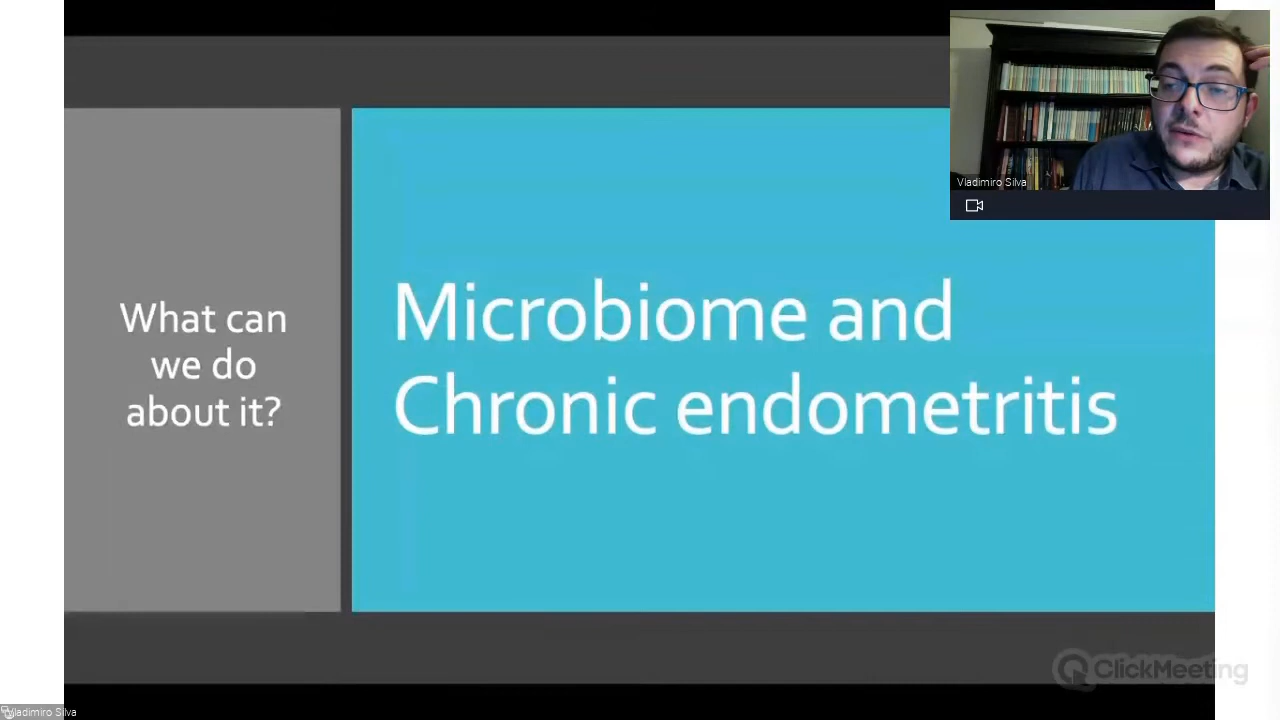 What can
we do
about it?
Microbiome and
Chronic endometritis
Vladimiro Silva
ClickMeeting
Vladimiro Silva